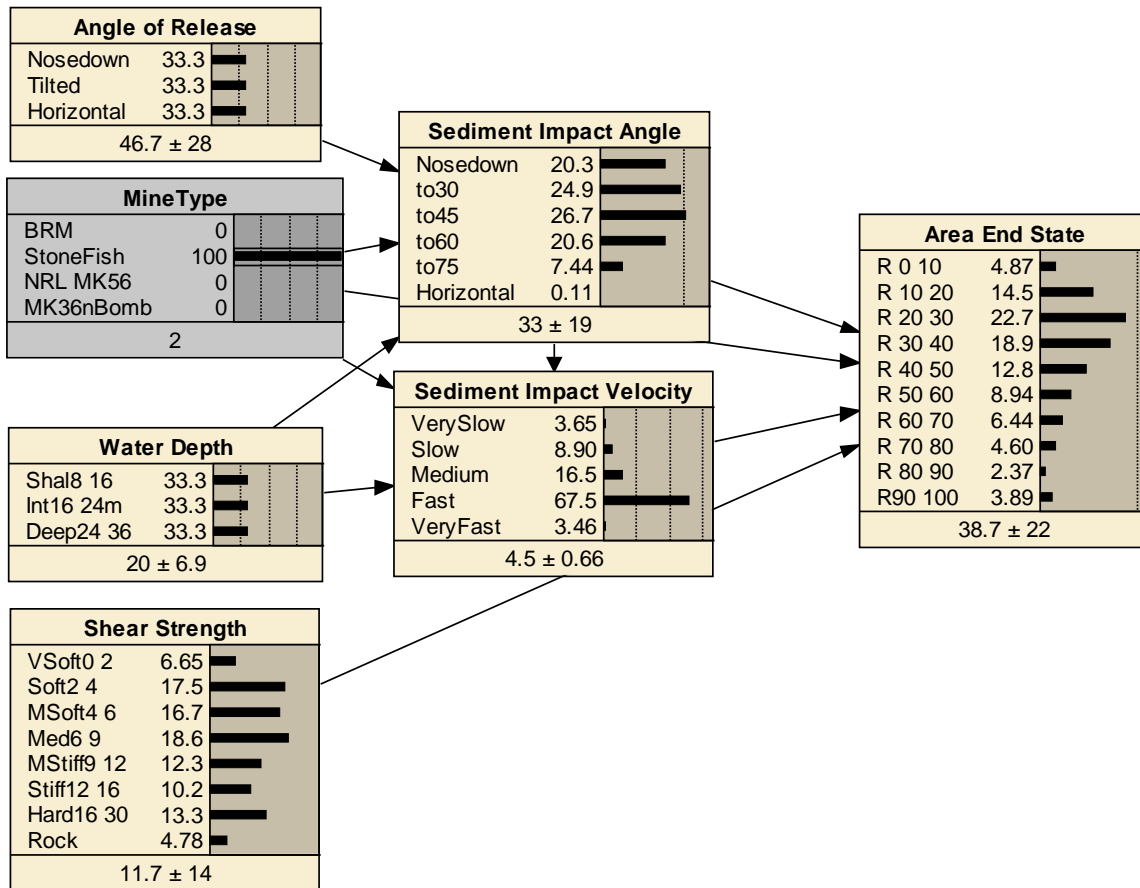 Angle of Release
Nosedown 33.3
Tilted 33.3
Horizontal 33.3
46.7 ± 28
MineType
BRM 0
StoneFish 100
NRL MK56 0
MK36nBomb 0
2
Water Depth
Shal8 16 33.3
Int16 24m 33.3
Deep24 36 33.3
20 ± 6.9
Shear Strength
VSoft0 2 6.65
Soft2 4 17.5
MSoft4 6 16.7
Med6 9 18.6
MStiff9 12 12.3
Stiff12 16 10.2
Hard16 30 13.3
Rock 4.78
11.7 ± 14
Sediment Impact Angle
Nosedown 20.3
to30 24.9
to45 26.7
to60 20.6
to75 7.44
Horizontal 0.11
33 ± 19
Sediment Impact Velocity
VerySlow 3.65
Slow 8.90
Medium 16.5
Fast 67.5
VeryFast 3.46
4.5 ± 0.66
Area End State
R 0 10 4.87
R 10 20 14.5
R 20 30 22.7
R 30 40 18.9
R 40 50 12.8
R 50 60 8.94
R 60 70 6.44
R 70 80 4.60
R 80 90 2.37
R90 100 3.89
38.7 ± 22